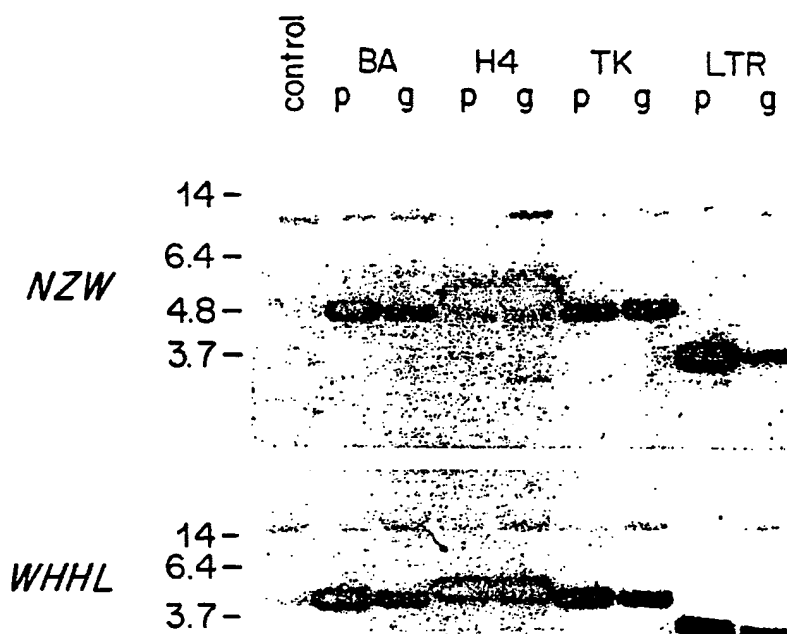 control BA H4 TK LTR
p g p g p g p g
14 -
6.4 -
NZW
4.8 -
3.7 -
14 -
6.4 -
WHHL
3.7 -